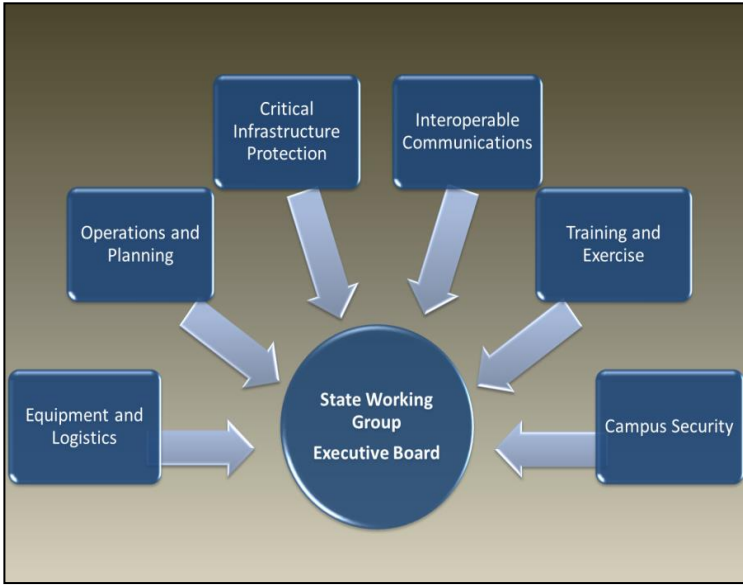 Critical
Infrastructure
Protection
Interoperable
Communications
Operations and
Planning
Training and
Exercise
Equipment and
Logistics
State Working
Group
Executive Board
Campus Security